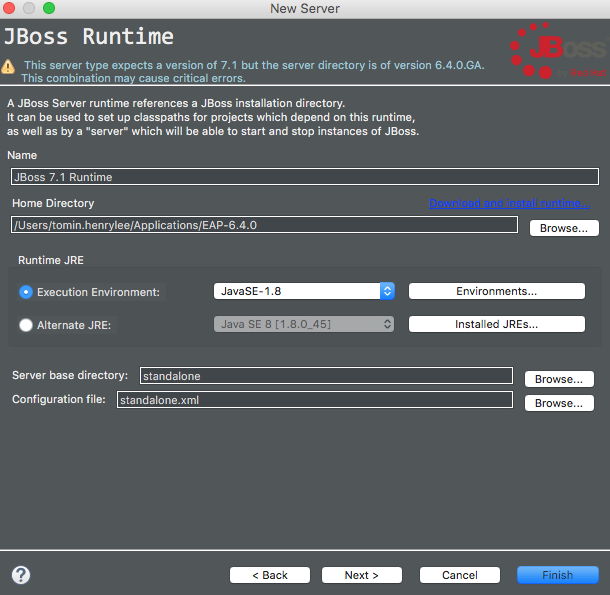 New Server
JBoss Runtime
This server type expects a version of 7.1 but the server directory is of version 6.4.0.GA.
This combination may cause critical errors.
JBoss
by Red Hat
A JBoss Server runtime references a JBoss installation directory.
It can be used to set up classpaths for projects which depend on this runtime,
as well as by a "server" which will be able to start and stop instances of JBoss.
Name
JBoss 7.1 Runtime
Home Directory
Download and install runtime...
/Users/tomin.henrylee/Applications/EAP-6.4.0
Browse...
Runtime JRE
Execution Environment:
JavaSE-1.8
Environments...
Alternate JRE:
Java SE 8 [1.8.0_45]
Installed JREs...
Server base directory:
standalone
Browse...
Configuration file:
standalone.xml
Browse...
?
< Back
Next >
Cancel
Finish